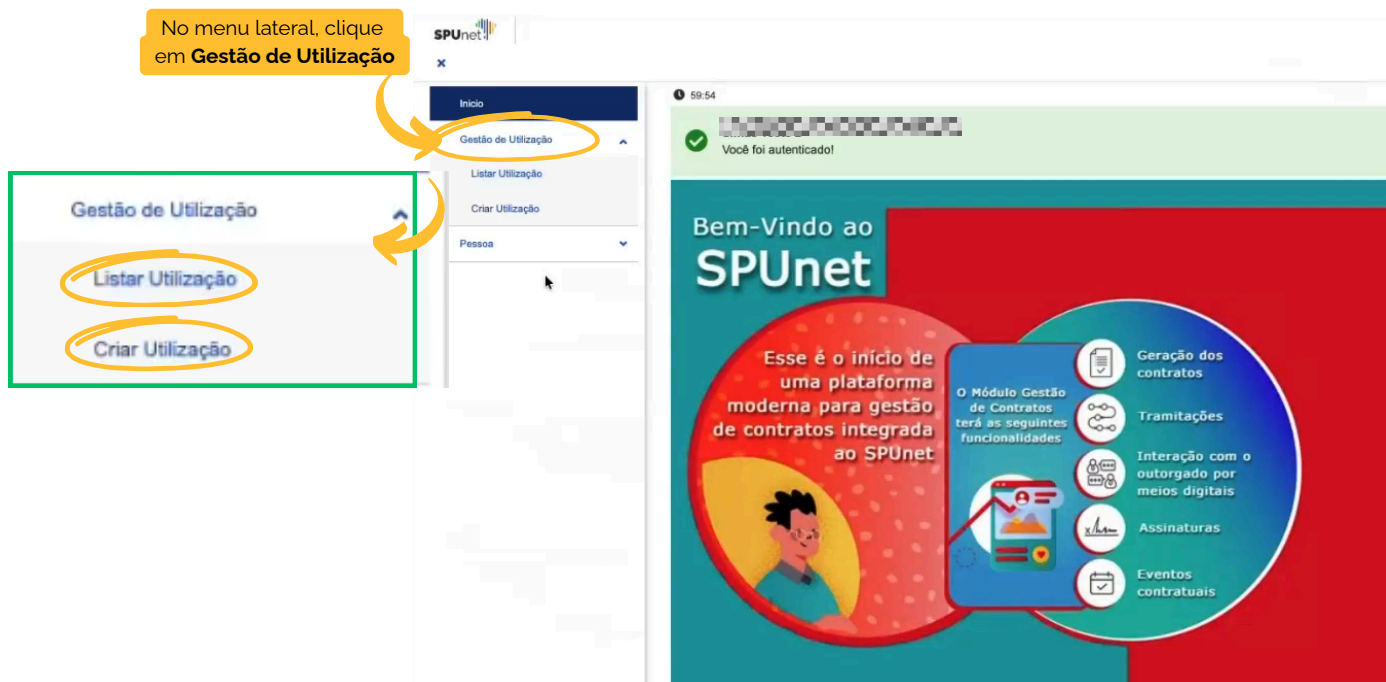 No menu lateral, clique
em Gestão de Utilização
SPUnet
×
Inicio
Gestão de Utilização
Listar Utilização
Criar Utilização
Pessoa
Gestão de Utilização
Listar Utilização
Criar Utilização
59:54
Você foi autenticado!
Bem-Vindo ao
SPUnet
Esse é o início de
uma plataforma
moderna para gestão
de contratos integrada
ao SPUnet
O Módulo Gestão
de Contratos
terá as seguintes
funcionalidades
Geração dos
contratos
Tramitações
Interação com o
outorgado por
meios digitais
Assinaturas
Eventos
contratuais